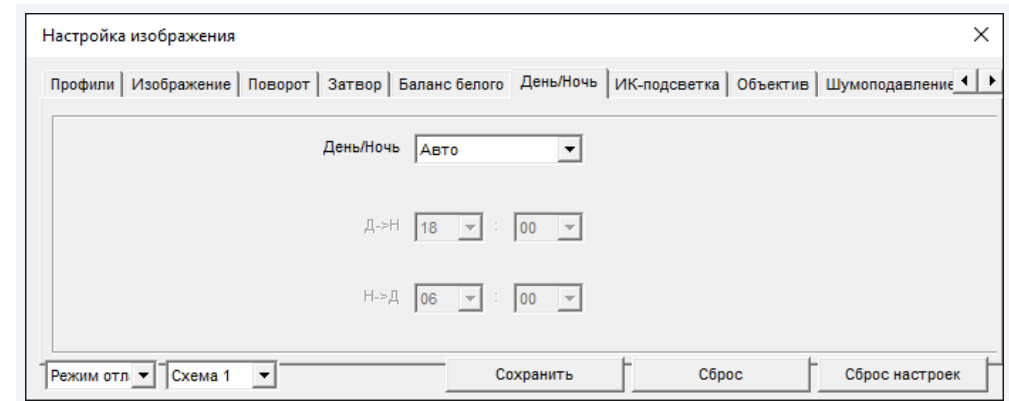 Настройка изображения
Профили Изображение Поворот Затвор Баланс белого День/Ночь ИК-подсветка Объектив Шумоподавление
День/Ночь Авто
Д->Н 18 : 00
Н->Д 06 : 00
Режим отл Схема 1 Сохранить Сброс Сброс настроек